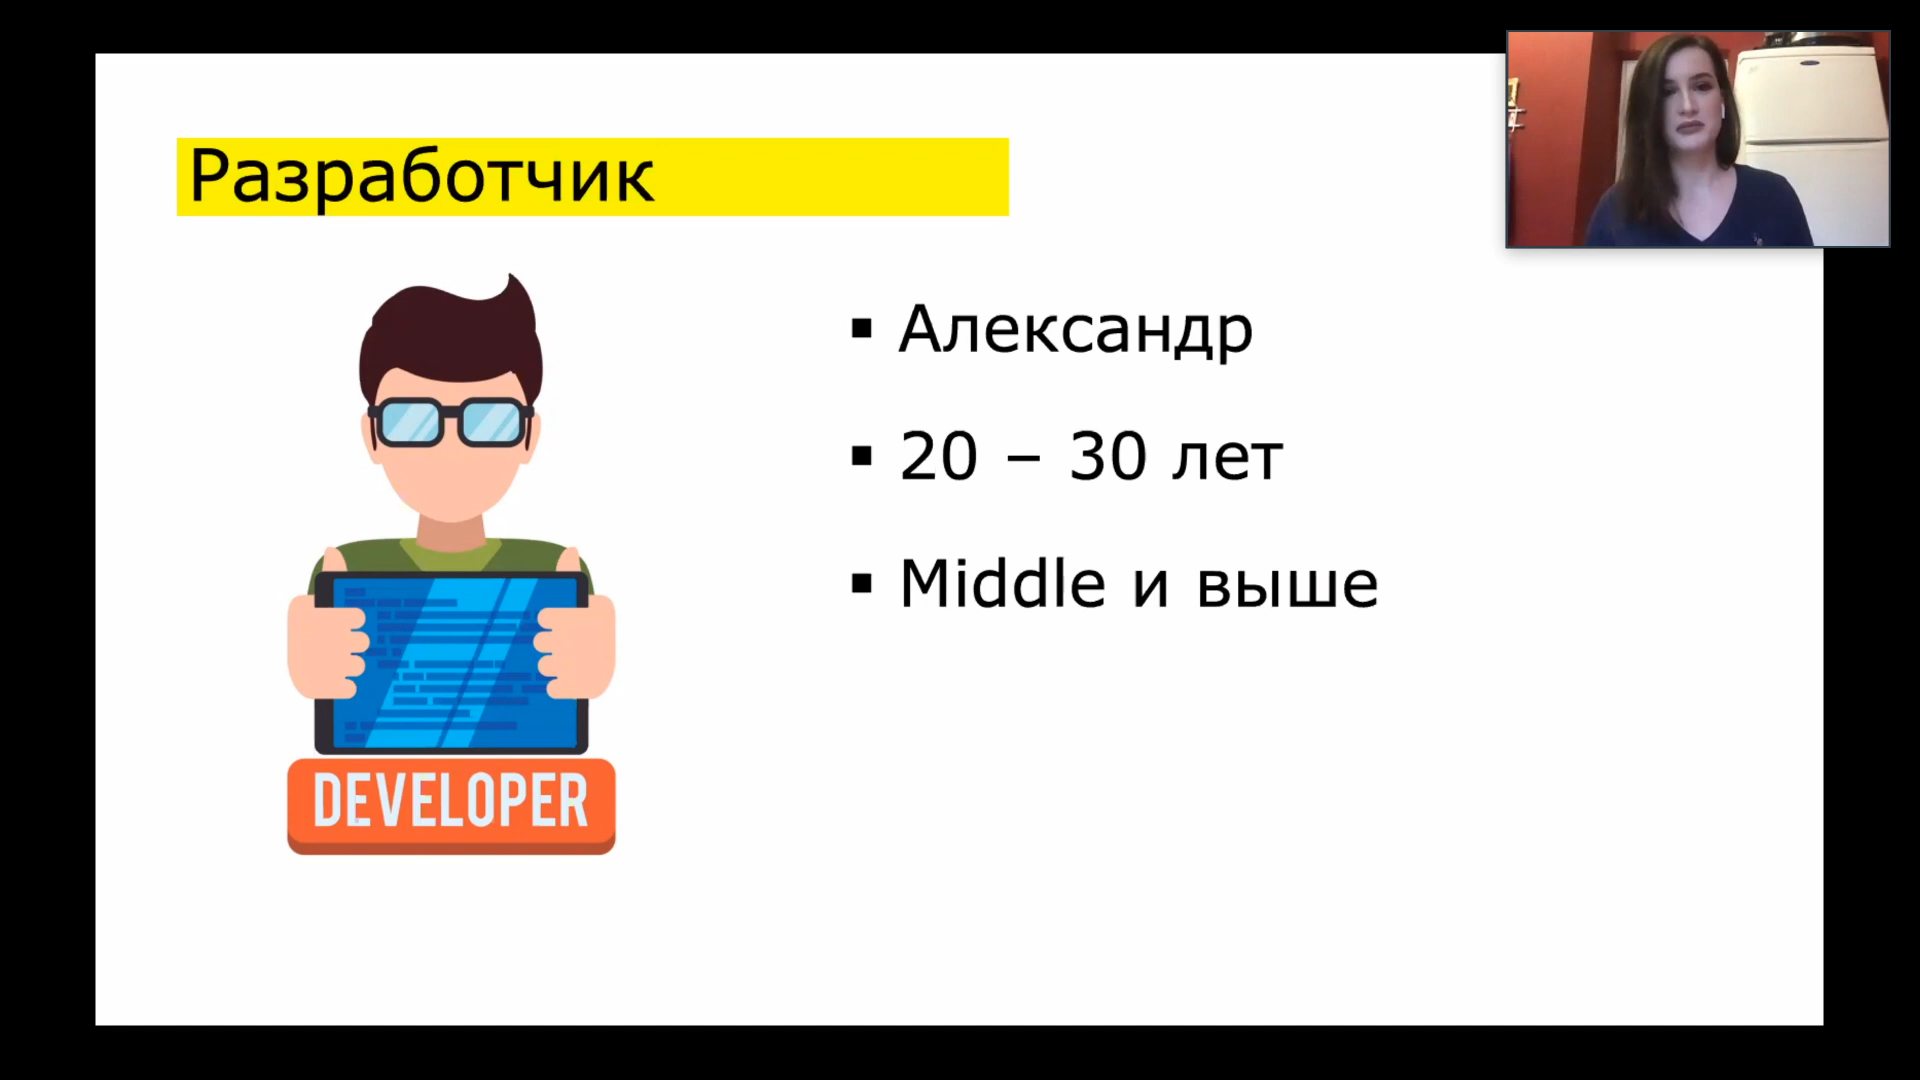 Разработчик
▪ Александр
▪ 20 – 30 лет
▪ Middle и выше
DEVELOPER